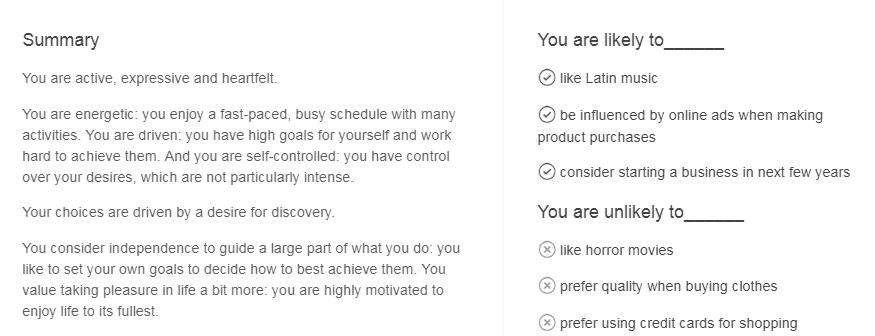 Summary
You are active, expressive and heartfelt.
You are energetic: you enjoy a fast-paced, busy schedule with many
activities. You are driven: you have high goals for yourself and work
hard to achieve them. And you are self-controlled: you have control
over your desires, which are not particularly intense.
Your choices are driven by a desire for discovery.
You consider independence to guide a large part of what you do: you
like to set your own goals to decide how to best achieve them. You
value taking pleasure in life a bit more: you are highly motivated to
enjoy life to its fullest.
You are likely to______
like Latin music
be influenced by online ads when making
product purchases
consider starting a business in next few years
You are unlikely to______
like horror movies
prefer quality when buying clothes
prefer using credit cards for shopping